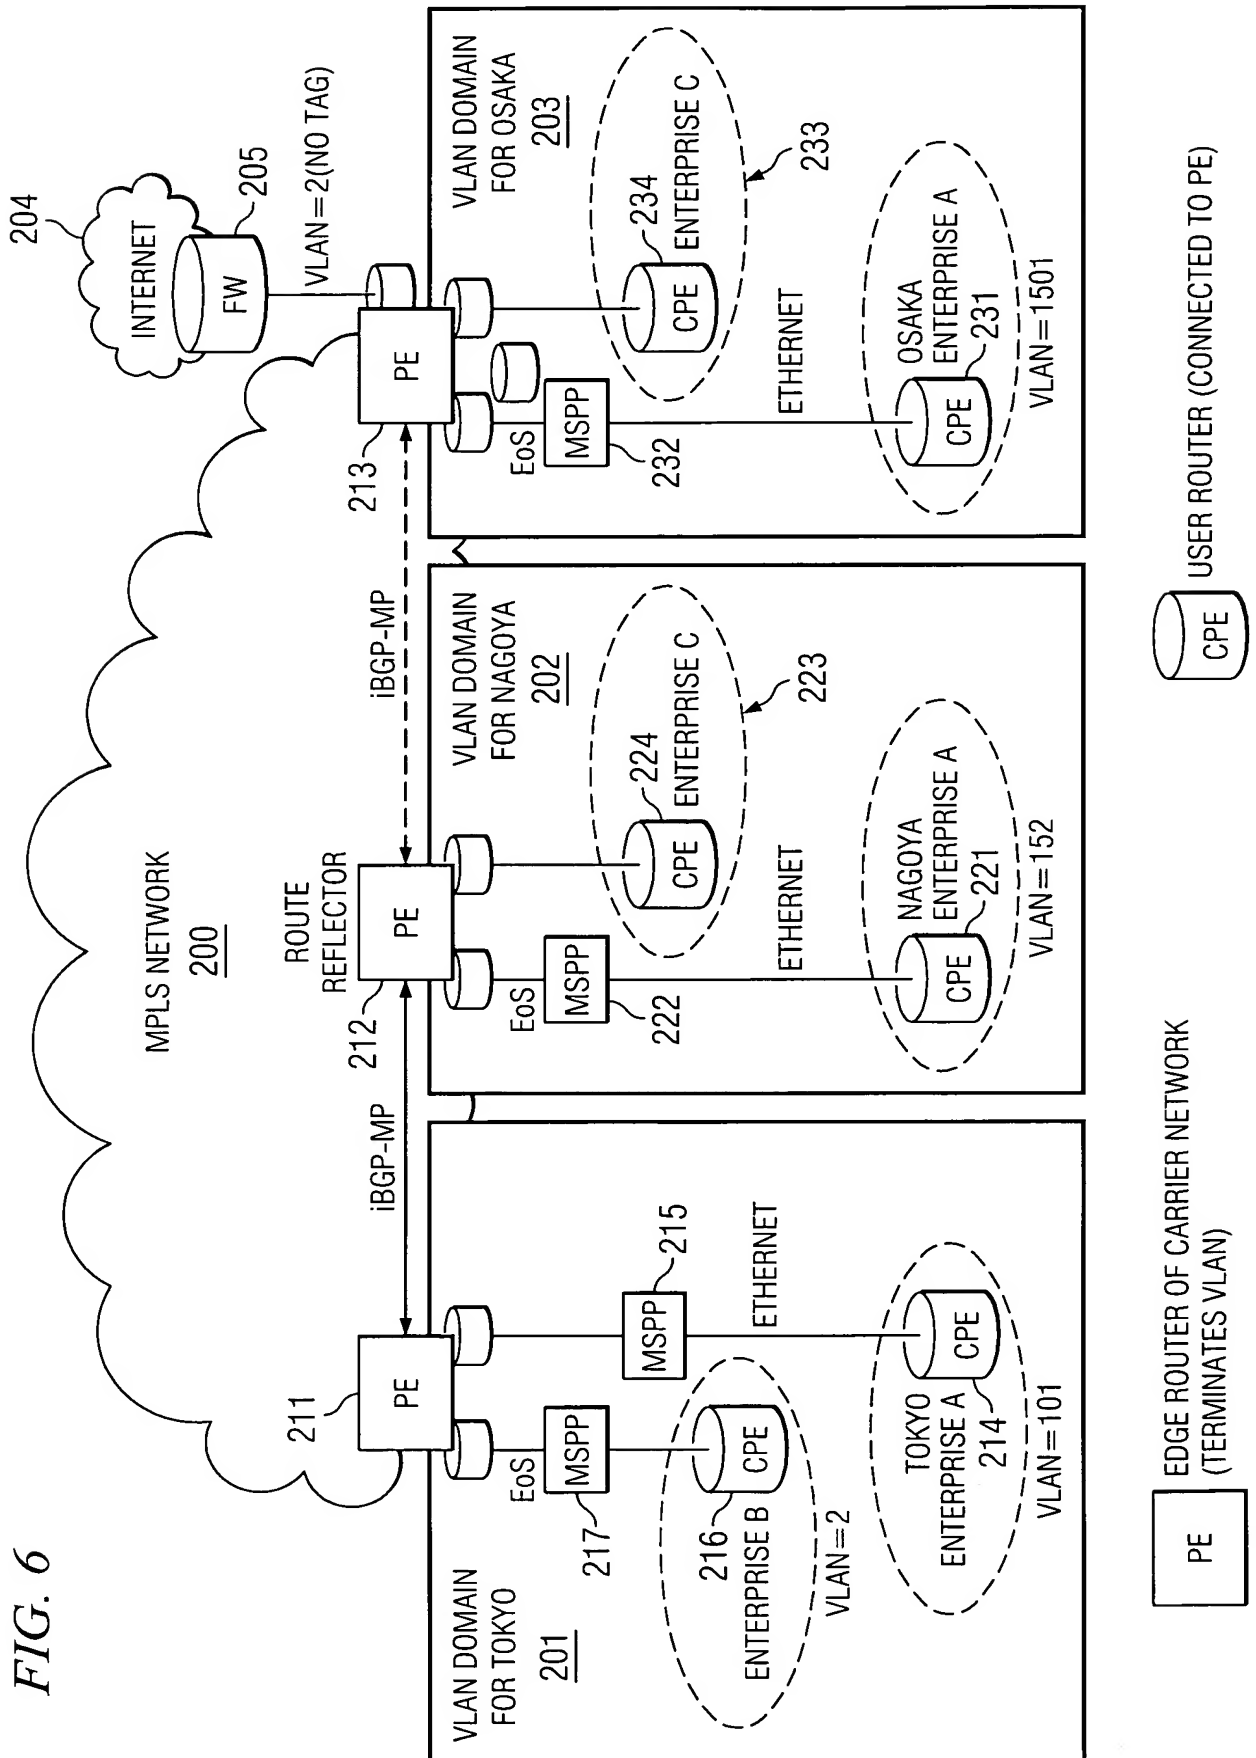 FIG. 6
MPLS NETWORK
200
INTERNET
204
FW
205
VLAN=2(NO TAG)
211
PE
iBGP-MP
ROUTE
REFLECTOR
212
PE
iBGP-MP
213
PE
VLAN DOMAIN
FOR TOKYO
201
EoS
MSPP
217
MSPP
215
ETHERNET
216
CPE
ENTERPRISE B
VLAN=2
TOKYO
ENTERPRISE A
214
CPE
VLAN=101
VLAN DOMAIN
FOR NAGOYA
202
EoS
MSPP
222
224
CPE
ENTERPRISE C
223
ETHERNET
NAGOYA
ENTERPRISE A
221
CPE
VLAN=152
VLAN DOMAIN
FOR OSAKA
203
EoS
MSPP
232
234
CPE
ENTERPRISE C
233
ETHERNET
OSAKA
ENTERPRISE A
231
CPE
VLAN=1501
PE
EDGE ROUTER OF CARRIER NETWORK
(TERMINATES VLAN)
CPE
USER ROUTER (CONNECTED TO PE)